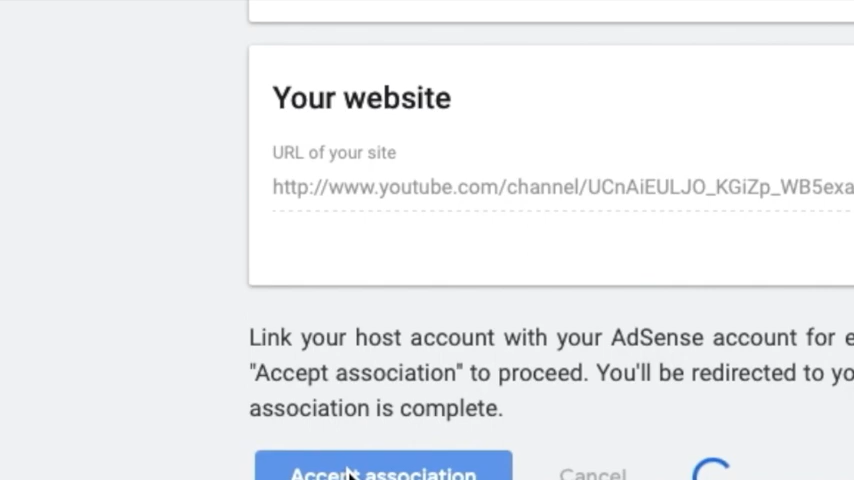 Your website
URL of your site
http://www.youtube.com/channel/UCnAiEULJO_KGiZp_WB5exa
Link your host account with your AdSense account for e
"Accept association" to proceed. You'll be redirected to yo
association is complete.
Accept association Cancel